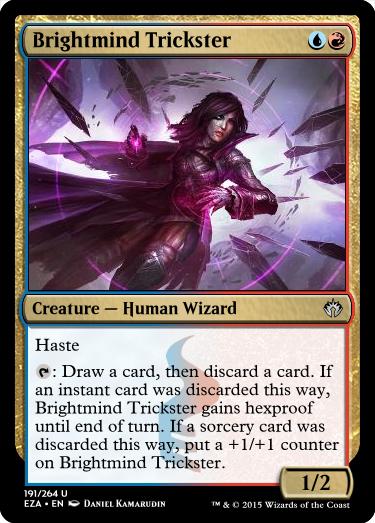 Brightmind Trickster
Creature — Human Wizard
Haste
: Draw a card, then discard a card. If
an instant card was discarded this way,
Brightmind Trickster gains hexproof
until end of turn. If a sorcery card was
discarded this way, put a +1/+1 counter
on Brightmind Trickster.
1/2
191/264 U
EZA • EN Daniel Kamarudin ™ & © 2015 Wizards of the Coast